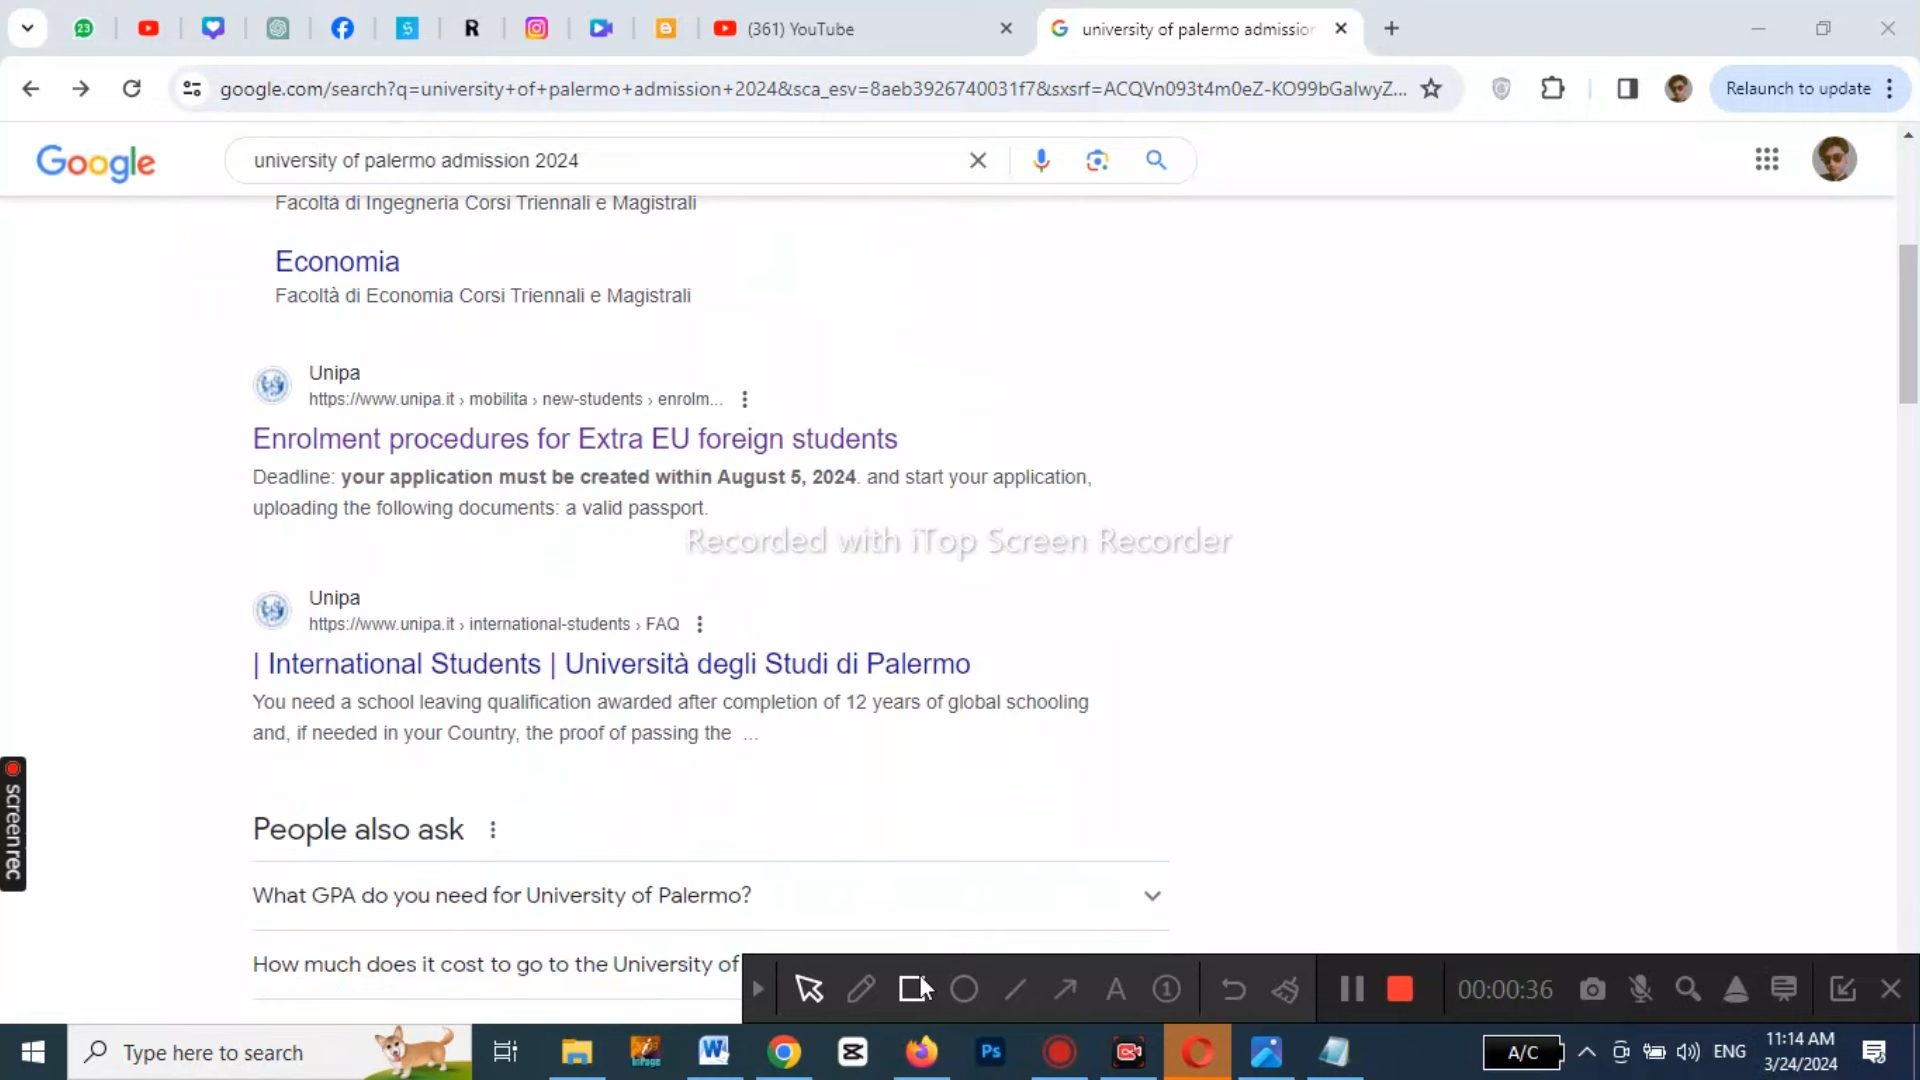 23
(361) YouTube
university of palermo admission
google.com/search?q=university+of+palermo+admission+2024&sca_esv=8aeb3926740031f7&sxsrf=ACQVn093t4m0eZ-KO99bGalwyZ...
Relaunch to update
Google
university of palermo admission 2024
Facoltà di Ingegneria Corsi Triennali e Magistrali
Economia
Facoltà di Economia Corsi Triennali e Magistrali
Unipa
https://www.unipa.it › mobilita › new-students › enrolm...
Enrolment procedures for Extra EU foreign students
Deadline: your application must be created within August 5, 2024. and start your application,
uploading the following documents: a valid passport.
Recorded with iTop Screen Recorder
Unipa
https://www.unipa.it › international-students › FAQ
| International Students | Università degli Studi di Palermo
You need a school leaving qualification awarded after completion of 12 years of global schooling
and, if needed in your Country, the proof of passing the ...
screenrec
People also ask
What GPA do you need for University of Palermo?
How much does it cost to go to the University of
00:00:36
Type here to search
Ps
A/C
ENG
11:14 AM
3/24/2024